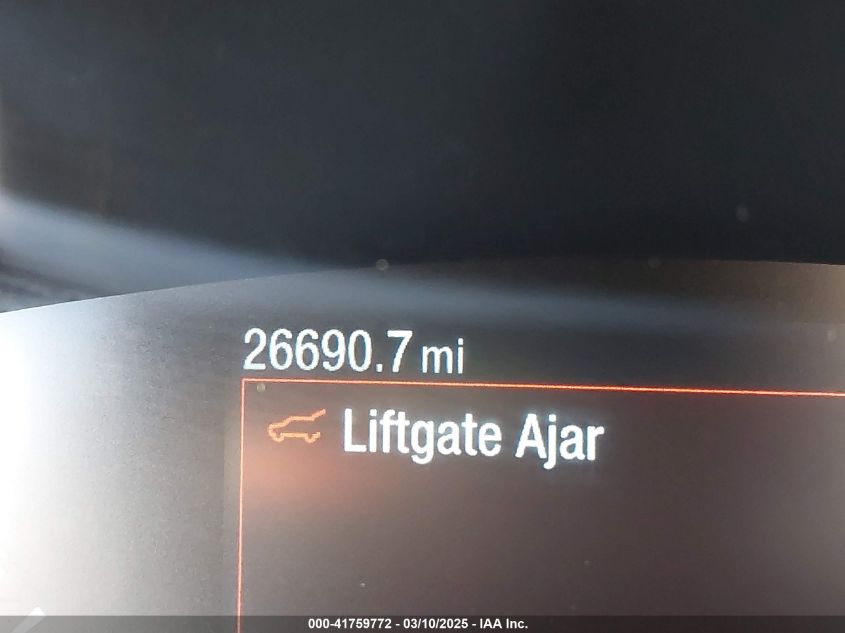 26690.7 mi
Liftgate Ajar
000-41759772 - 03/10/2025 - IAA Inc.